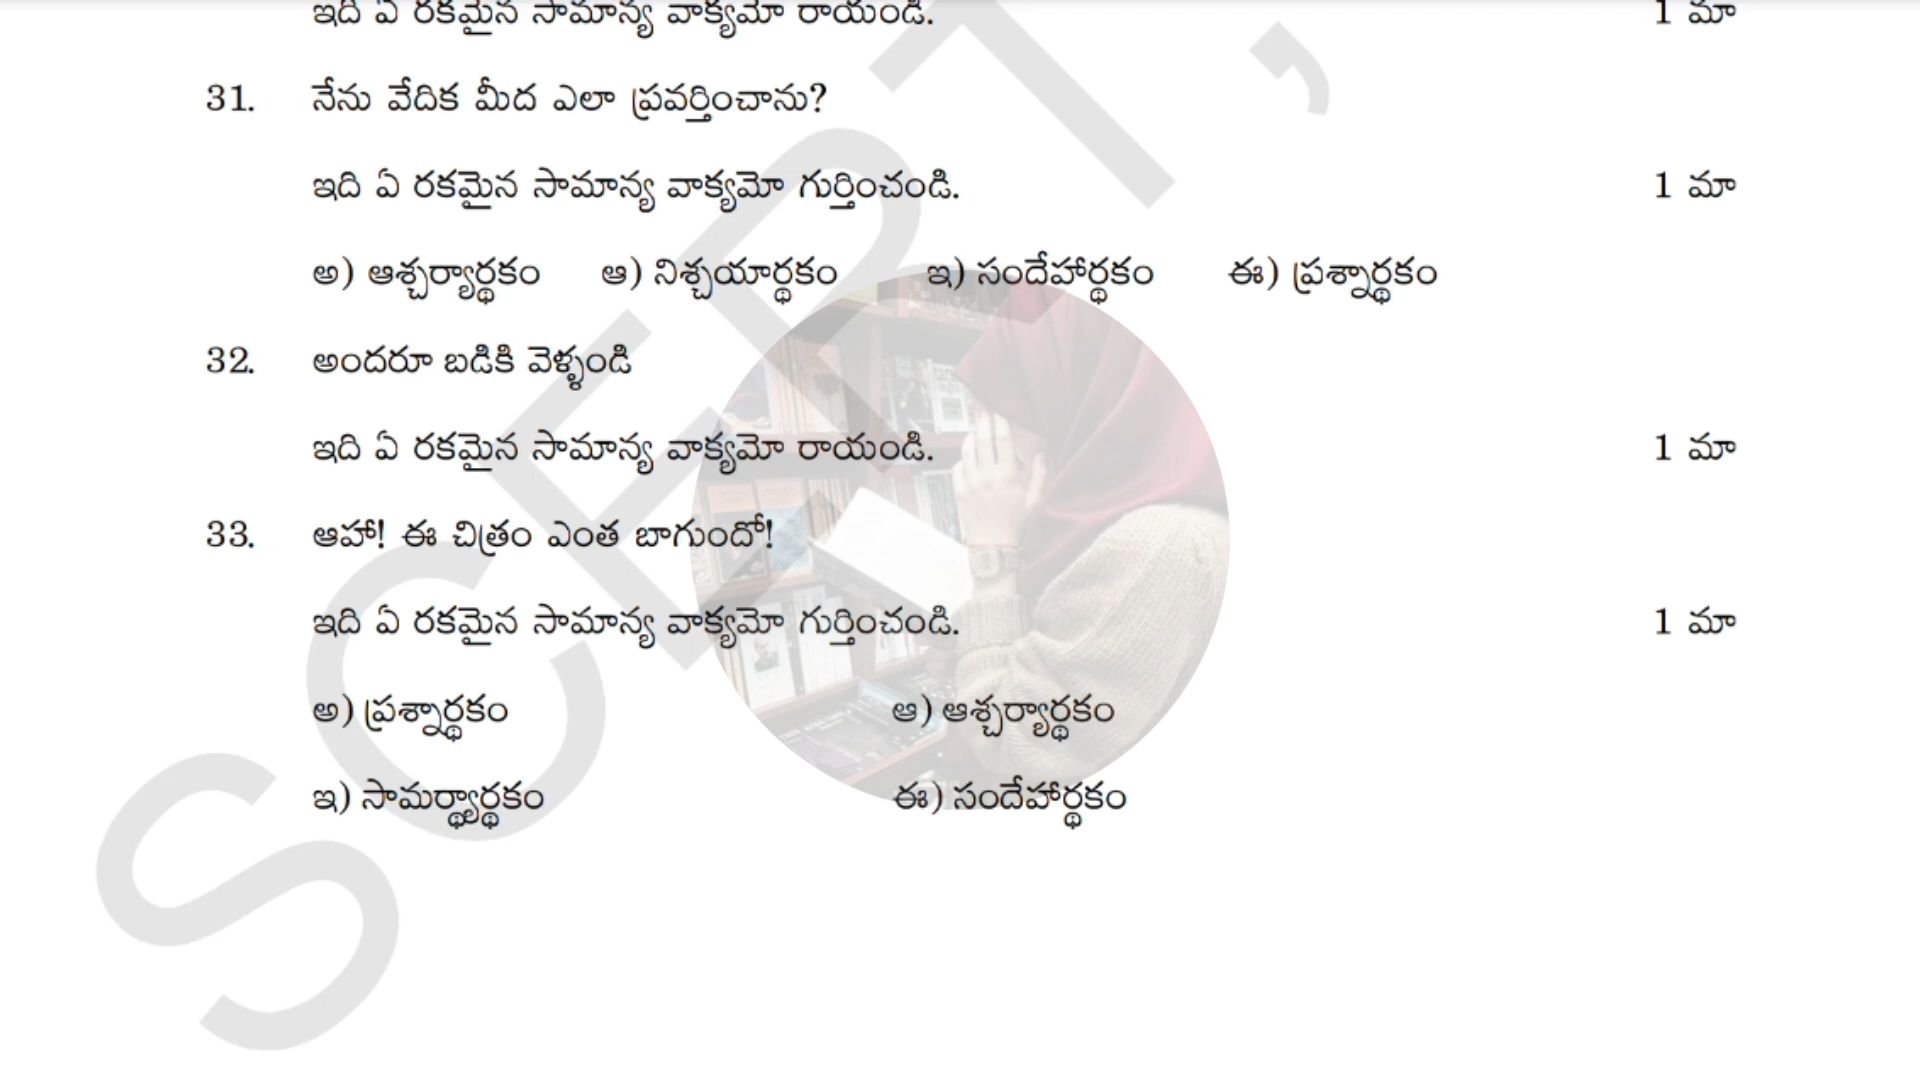 ఇది ఏ రకమైన సామాన్య వాక్యమో రాయండి. 1 మా
31. నేను వేదిక మీద ఎలా ప్రవర్తించాను?
ఇది ఏ రకమైన సామాన్య వాక్యమో గుర్తించండి. 1 మా
అ) ఆశ్చర్యార్థకం ఆ) నిశ్చయార్థకం ఇ) సందేహార్థకం ఈ) ప్రశ్నార్థకం
32. అందరూ బడికి వెళ్ళండి
ఇది ఏ రకమైన సామాన్య వాక్యమో రాయండి. 1 మా
33. ఆహా! ఈ చిత్రం ఎంత బాగుందో!
ఇది ఏ రకమైన సామాన్య వాక్యమో గుర్తించండి. 1 మా
అ) ప్రశ్నార్థకం ఆ) ఆశ్చర్యార్థకం
ఇ) సామర్థ్యార్థకం ఈ) సందేహార్థకం
SCERT,